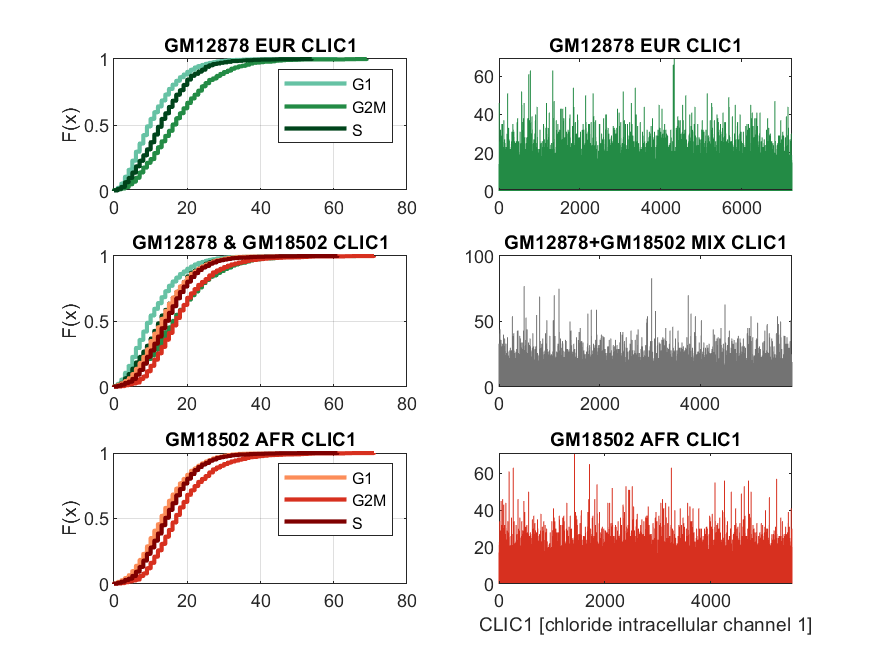 GM12878 EUR CLIC1
F(x)
1
0.5
0
0
20
40
60
80
G1
G2M
S
GM12878 EUR CLIC1
60
40
20
0
0
2000
4000
6000
GM12878 & GM18502 CLIC1
F(x)
1
0.5
0
0
20
40
60
80
GM12878+GM18502 MIX CLIC1
100
50
0
0
2000
4000
GM18502 AFR CLIC1
F(x)
1
0.5
0
0
20
40
60
80
G1
G2M
S
GM18502 AFR CLIC1
60
40
20
0
0
2000
4000
CLIC1 [chloride intracellular channel 1]